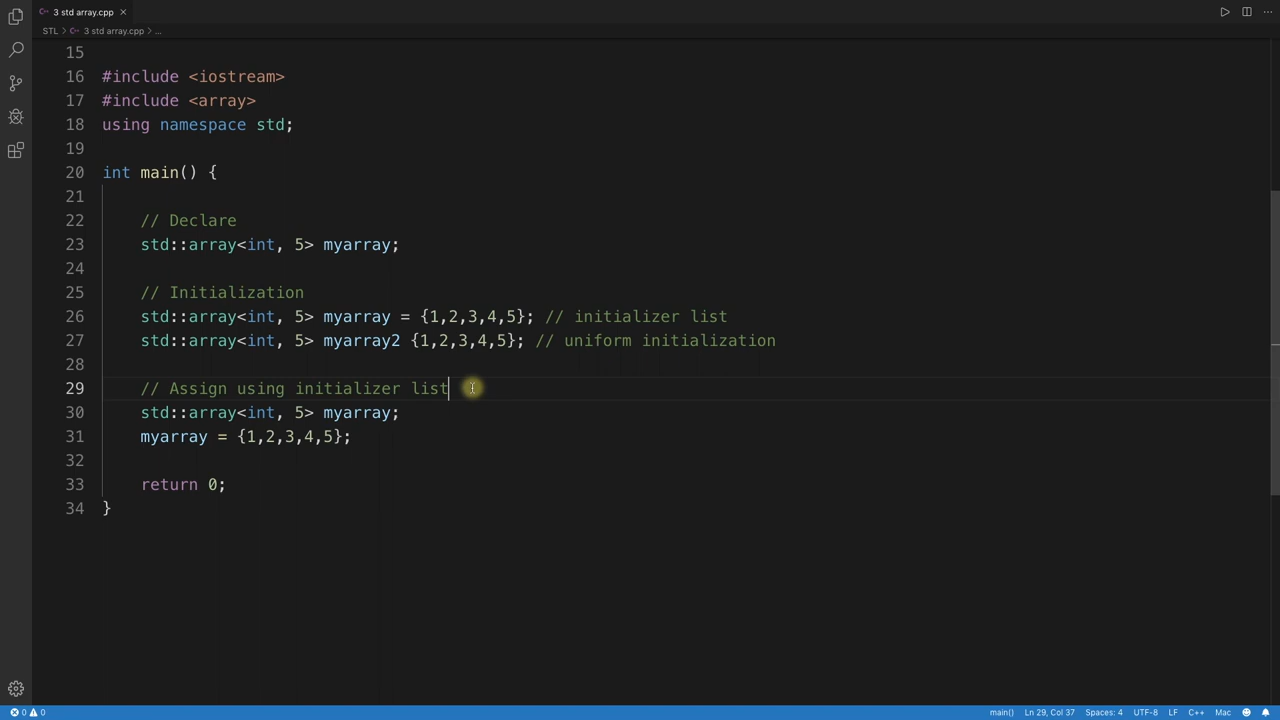 3 std array.cpp
STL > 3 std array.cpp > ...
15
16 #include <iostream>
17 #include <array>
18 using namespace std;
19
20 int main() {
21
22 // Declare
23 std::array<int, 5> myarray;
24
25 // Initialization
26 std::array<int, 5> myarray = {1,2,3,4,5}; // initializer list
27 std::array<int, 5> myarray2 {1,2,3,4,5}; // uniform initialization
28
29 // Assign using initializer list
30 std::array<int, 5> myarray;
31 myarray = {1,2,3,4,5};
32
33 return 0;
34 }
0 0 main() Ln 29, Col 37 Spaces: 4 UTF-8 LF C++ Mac